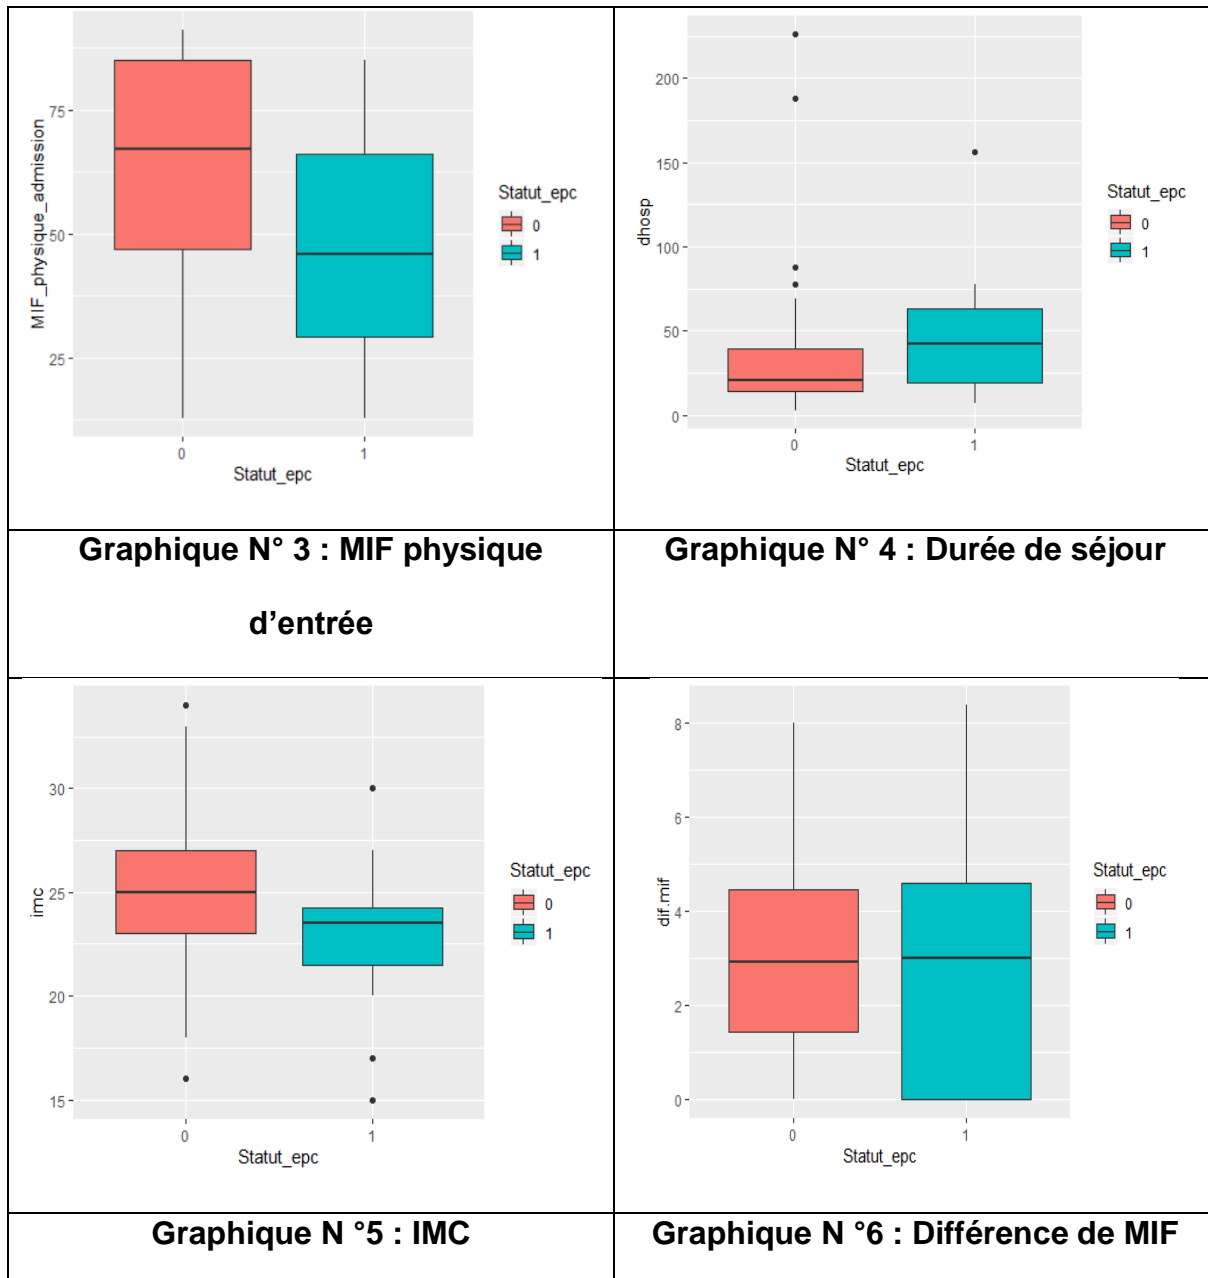 75
50
25
MIF_physique_admission
0
1
Statut_epc
Statut_epc
0
1
200
150
100
50
0
dhosp
0
1
Statut_epc
Statut_epc
0
1
Graphique N° 3 : MIF physique
d’entrée
Graphique N° 4 : Durée de séjour
30
25
20
15
imc
0
1
Statut_epc
Statut_epc
0
1
8
6
4
2
0
dif.mif
0
1
Statut_epc
Statut_epc
0
1
Graphique N °5 : IMC
Graphique N °6 : Différence de MIF